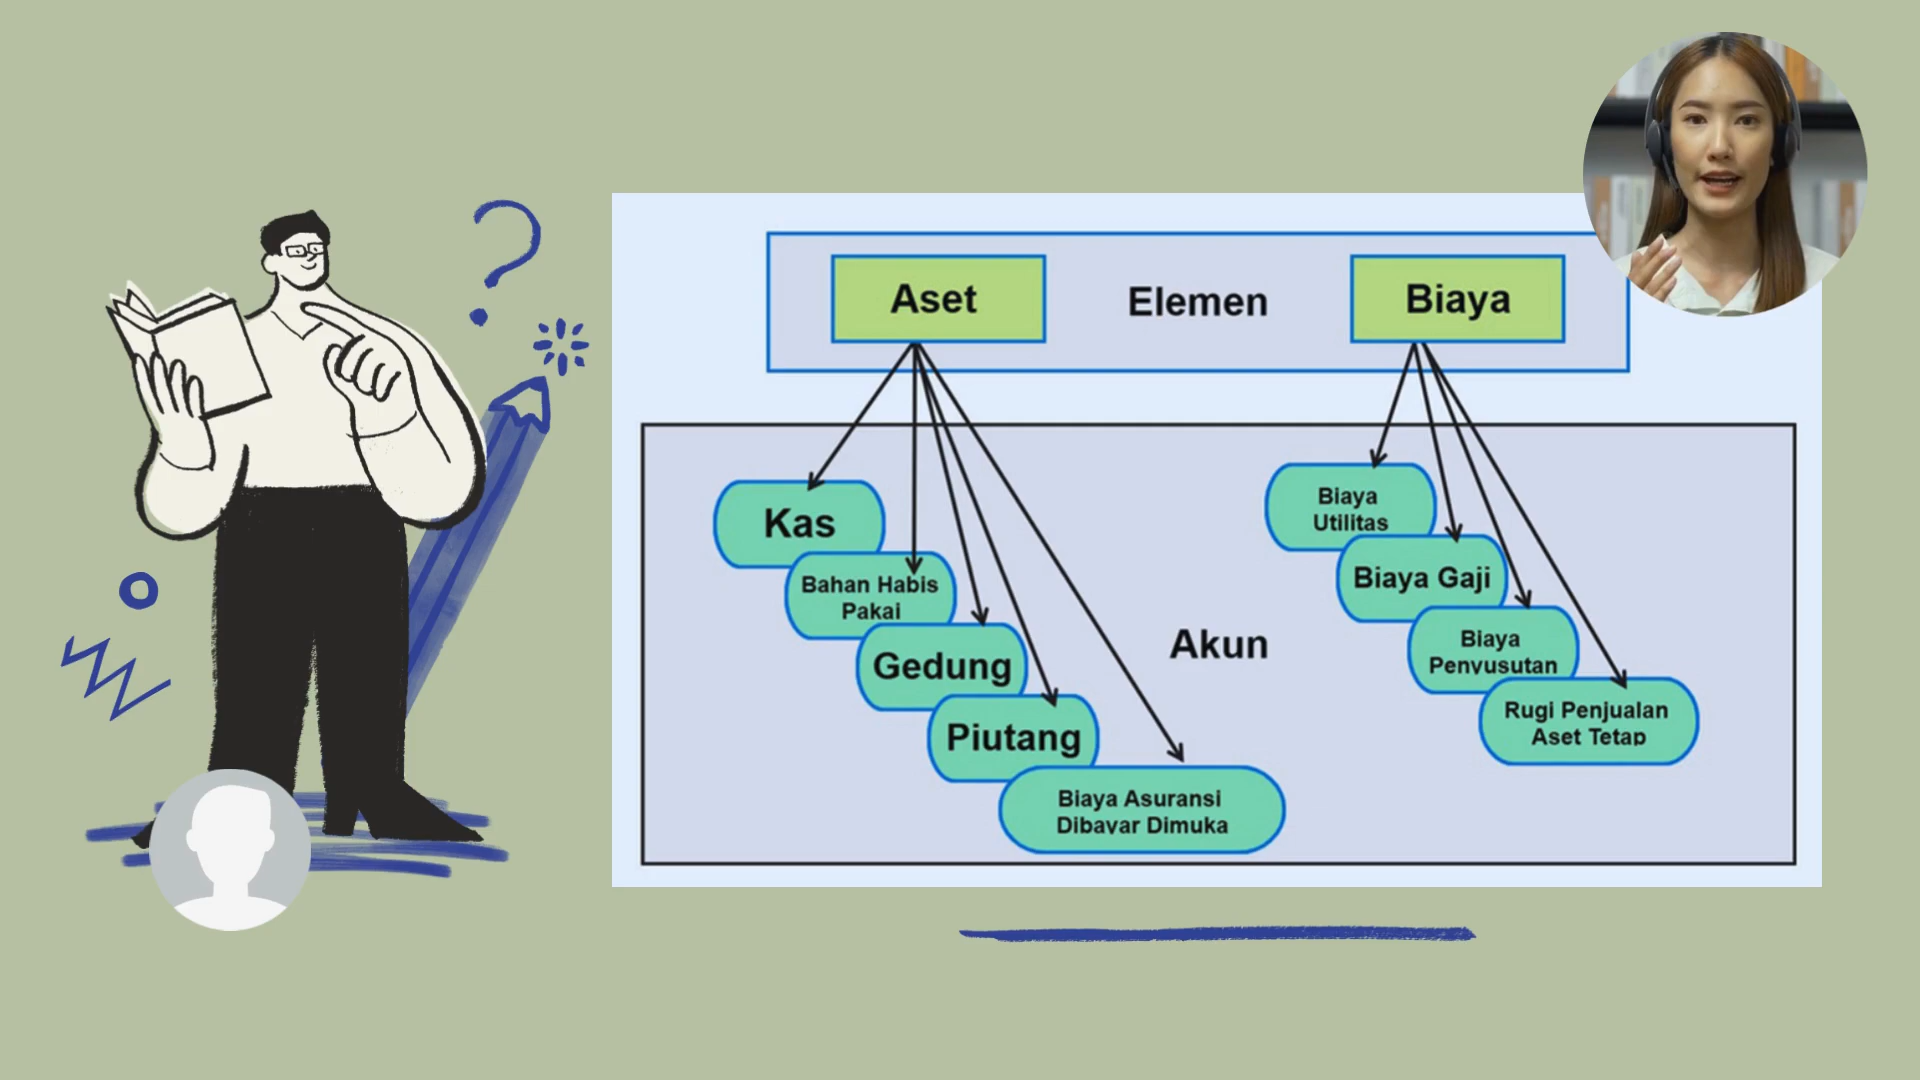 Aset
Elemen
Biaya
Kas
Bahan Habis
Pakai
Gedung
Piutang
Biaya Asuransi
Dibayar Dimuka
Akun
Biaya
Utilitas
Biaya Gaji
Biaya
Penyusutan
Rugi Penjualan
Aset Tetap